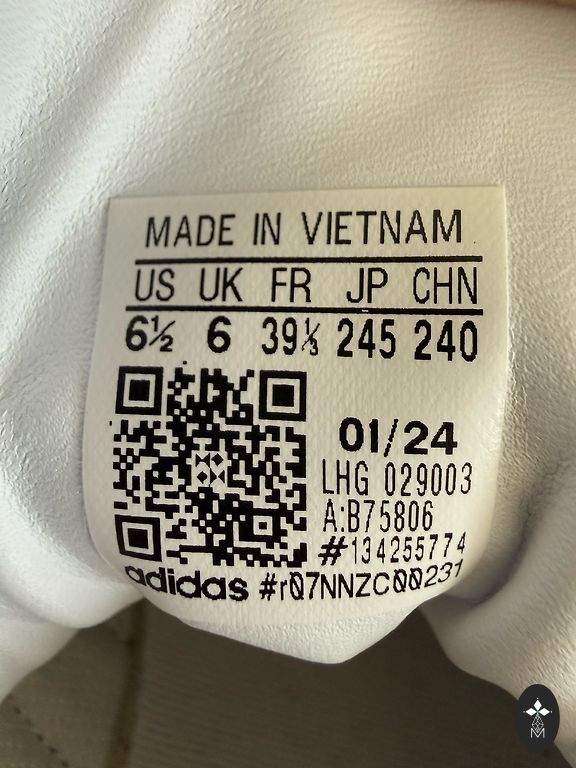 MADE IN VIETNAM
US UK FR JP CHN
6½ 6 39⅓ 245 240
01/24
LHG 029003
A:B75806
#134255774
adidas #r07NNZC00231
M